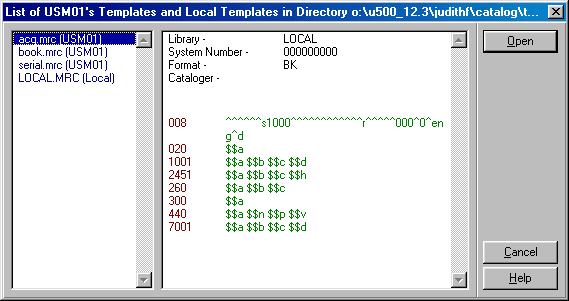 List of USM01's Templates and Local Templates in Directory o:\u500_12.3\judithf\catalog\t...
acq.mrc (USM01)
book.mrc (USM01)
serial.mrc (USM01)
LOCAL.MRC (Local)
Library - LOCAL
System Number - 000000000
Format - BK
Cataloger -
008 ^^^^^^s1000^^^^^^^^^^^^r^^^^^000^0^en
g^d
020 $$a
1001 $$a $$b $$c $$d
2451 $$a $$b $$c $$h
260 $$a $$b $$c
300 $$a
440 $$a $$n $$p $$v
7001 $$a $$b $$c $$d
Open
Cancel
Help